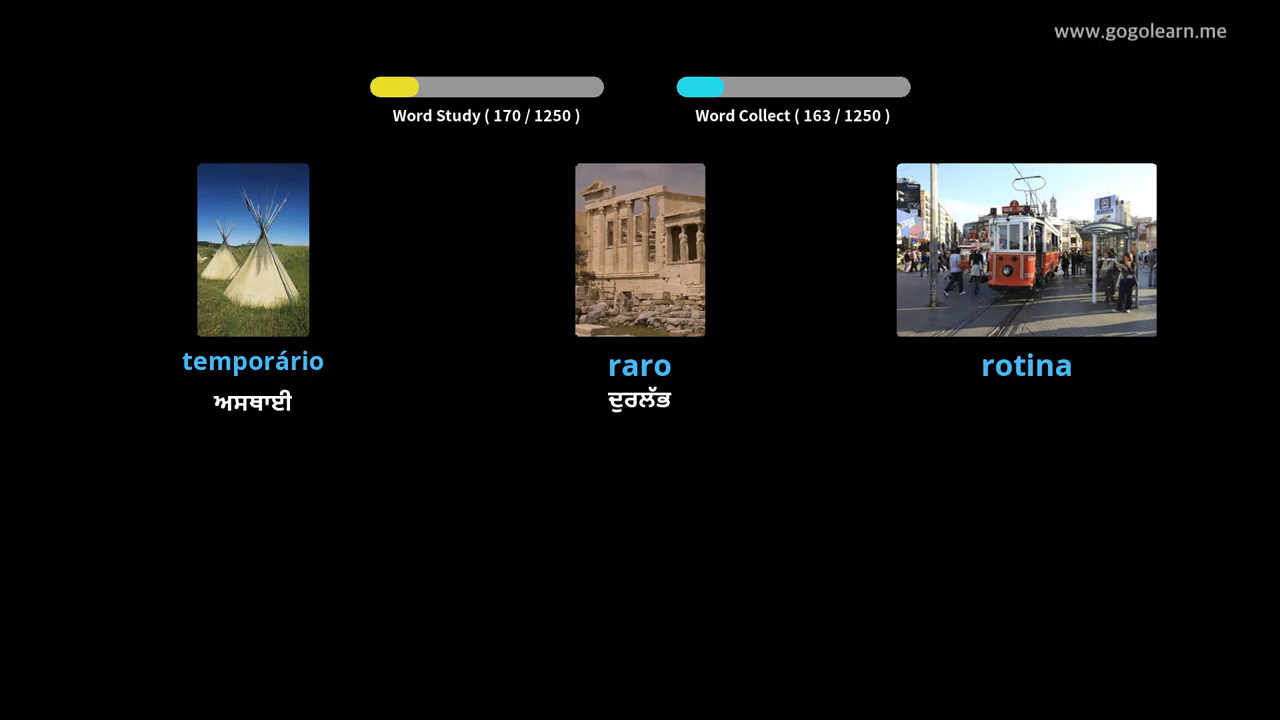 www.gogolearn.me
Word Study ( 170 / 1250 )
Word Collect ( 163 / 1250 )
temporário
raro
rotina
ਅਸਥਾਈ
ਦੁਰਲੱਭ